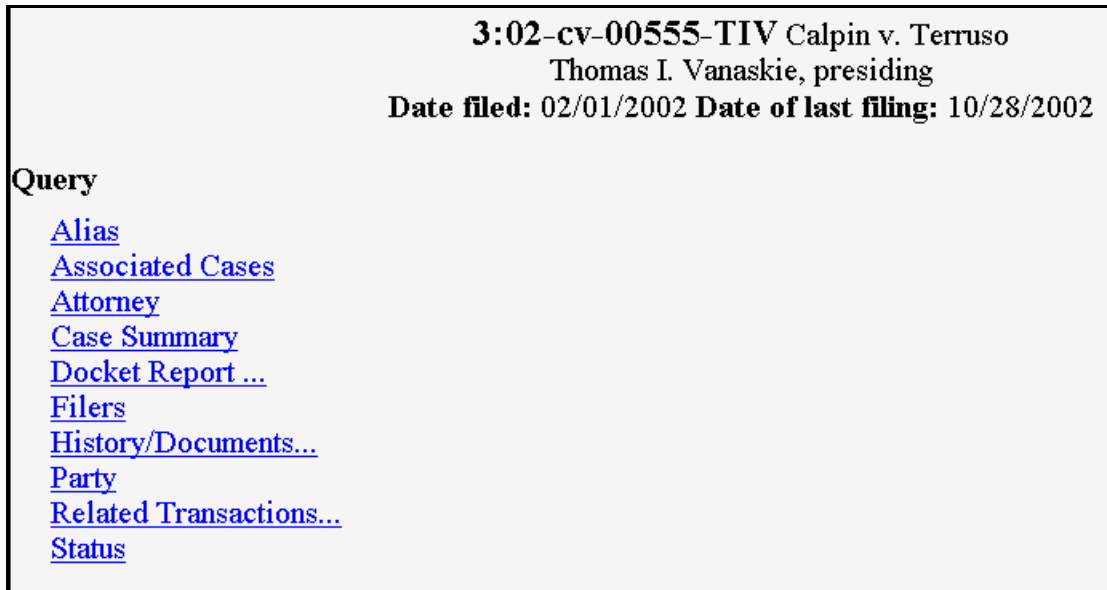 3:02-cv-00555-TIV Calpin v. Terruso
Thomas I. Vanaskie, presiding
Date filed: 02/01/2002 Date of last filing: 10/28/2002
Query
Alias
Associated Cases
Attorney
Case Summary
Docket Report ...
Filers
History/Documents...
Party
Related Transactions...
Status